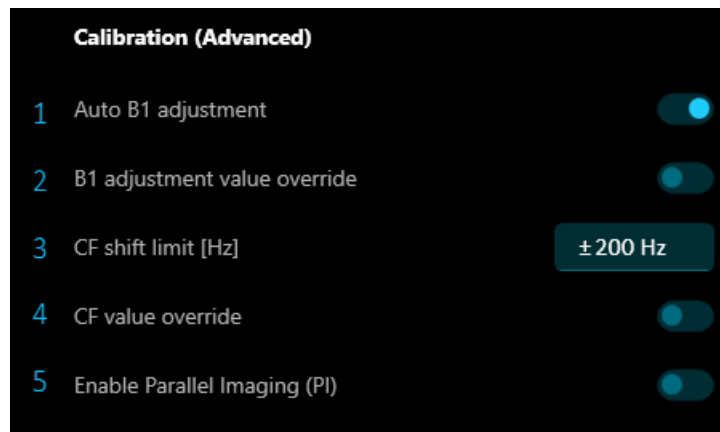 Calibration (Advanced)
1 Auto B1 adjustment
2 B1 adjustment value override
3 CF shift limit [Hz] ±200 Hz
4 CF value override
5 Enable Parallel Imaging (PI)